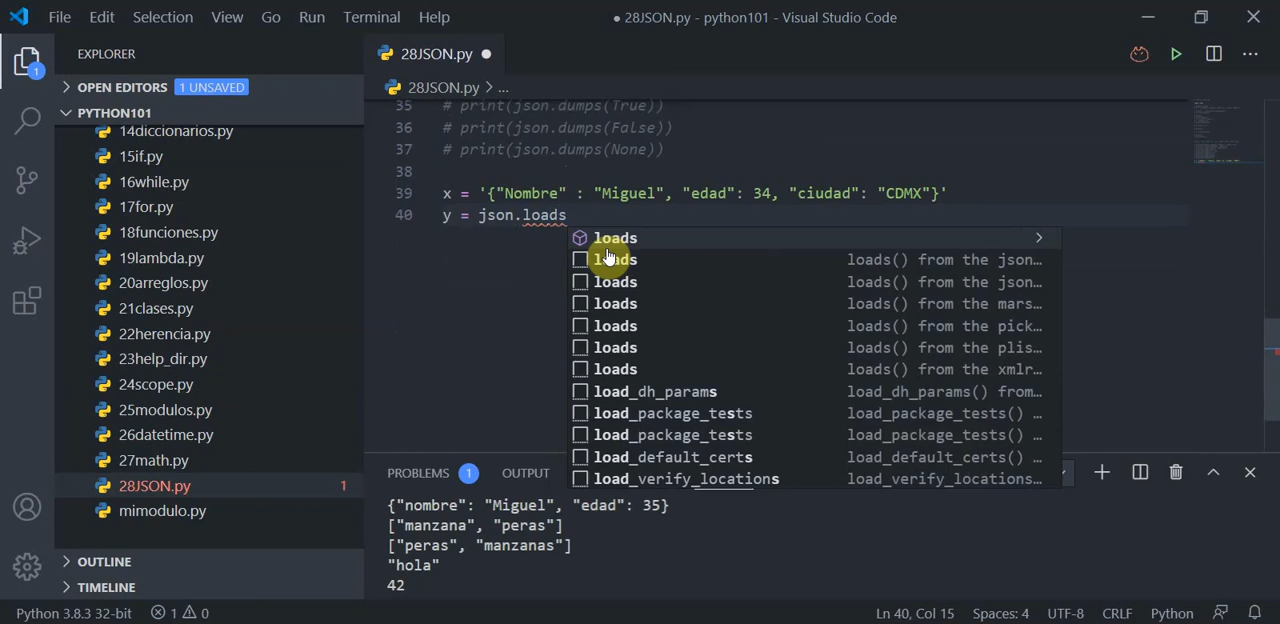 File Edit Selection View Go Run Terminal Help ● 28JSON.py - python101 - Visual Studio Code
EXPLORER
OPEN EDITORS 1 UNSAVED
PYTHON101
14diccionarios.py
15if.py
16while.py
17for.py
18funciones.py
19lambda.py
20arreglos.py
21clases.py
22herencia.py
23help_dir.py
24scope.py
25modulos.py
26datetime.py
27math.py
28JSON.py 1
mimodulo.py
OUTLINE
TIMELINE
1
28JSON.py
28JSON.py > ...
35 # print(json.dumps(True))
36 # print(json.dumps(False))
37 # print(json.dumps(None))
38
39 x = '{"Nombre" : "Miguel", "edad": 34, "ciudad": "CDMX"}'
40 y = json.loads
loads
loads loads() from the json...
loads loads() from the json...
loads loads() from the mars...
loads loads() from the pick...
loads loads() from the plis...
loads loads() from the xmlr...
load_dh_params load_dh_params() from...
load_package_tests load_package_tests() ...
load_package_tests load_package_tests() ...
load_default_certs load_default_certs() ...
load_verify_locations load_verify_locations...
PROBLEMS 1 OUTPUT
{"nombre": "Miguel", "edad": 35}
["manzana", "peras"]
["peras", "manzanas"]
"hola"
42
Python 3.8.3 32-bit 1 0 Ln 40, Col 15 Spaces: 4 UTF-8 CRLF Python